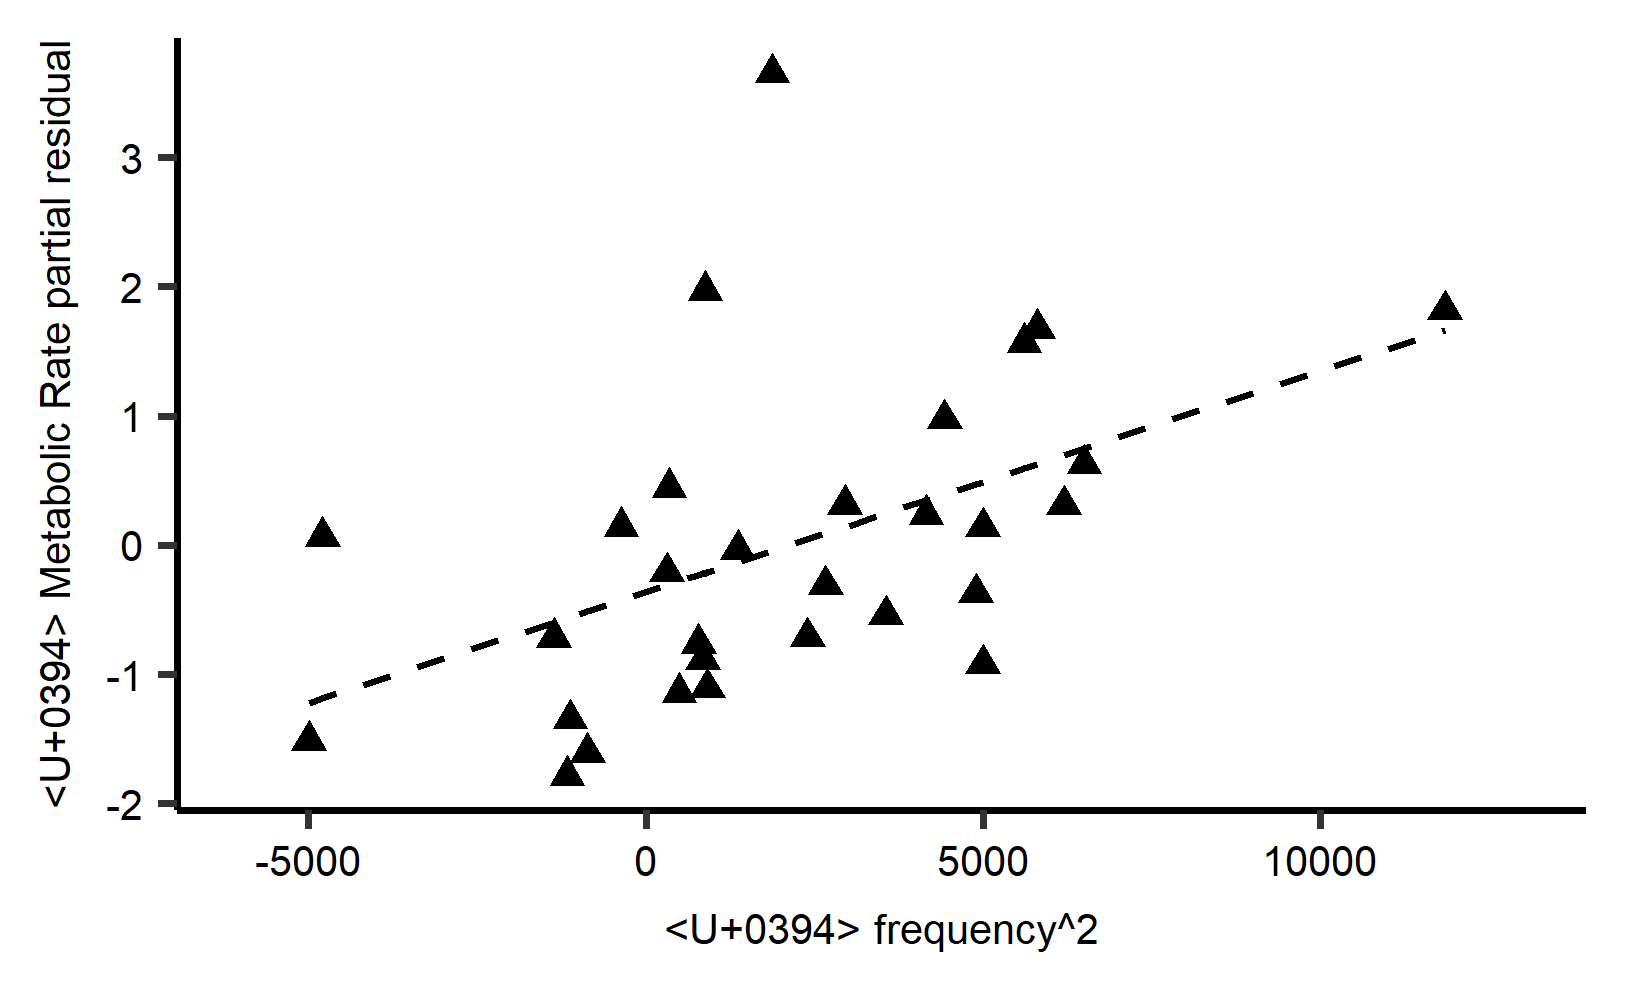 <U+0394> Metabolic Rate partial residual
3
2
1
0
-1
-2
-5000 0 5000 10000
<U+0394> frequency^2